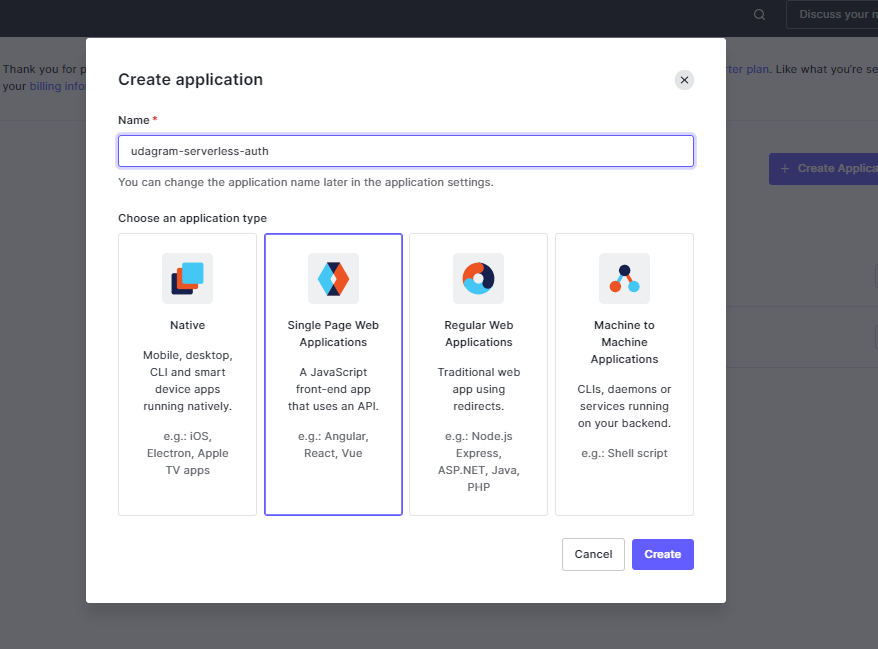 Discuss your n
Thank you for p
rter plan. Like what you're se
your billing info
Create Applica
Create application
Name *
udagram-serverless-auth
You can change the application name later in the application settings.
Choose an application type
Native
Mobile, desktop,
CLI and smart
device apps
running natively.
e.g.: iOS,
Electron, Apple
TV apps
Single Page Web
Applications
A JavaScript
front-end app
that uses an API.
e.g.: Angular,
React, Vue
Regular Web
Applications
Traditional web
app using
redirects.
e.g.: Node.js
Express,
ASP.NET, Java,
PHP
Machine to
Machine
Applications
CLIs, daemons or
services running
on your backend.
e.g.: Shell script
Cancel
Create